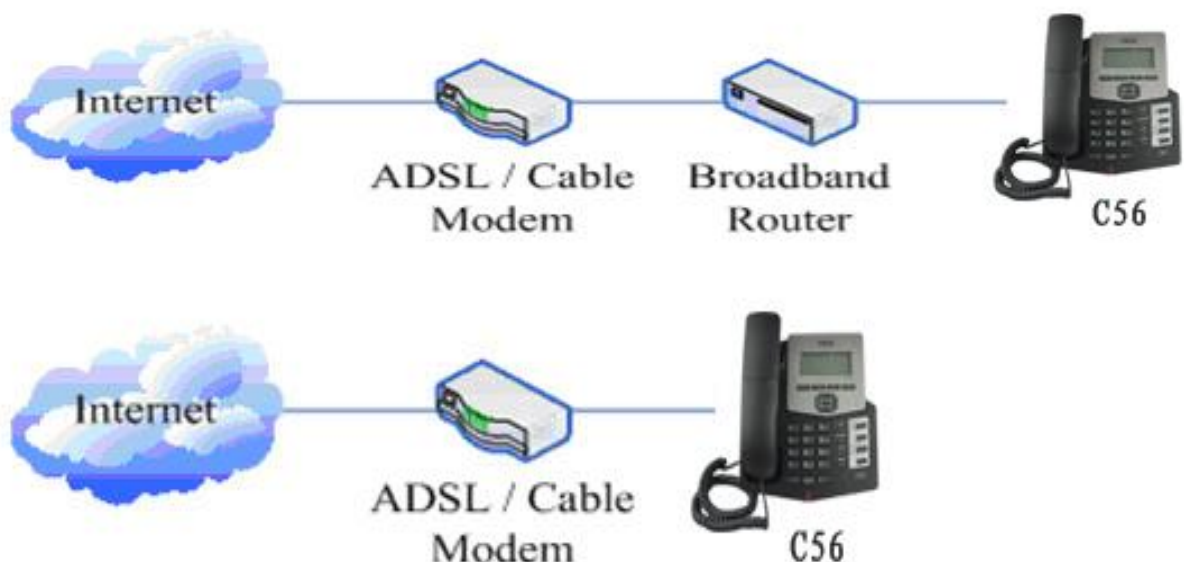 Internet
ADSL / Cable
Modem
Broadband
Router
C56
Internet
ADSL / Cable
Modem
C56